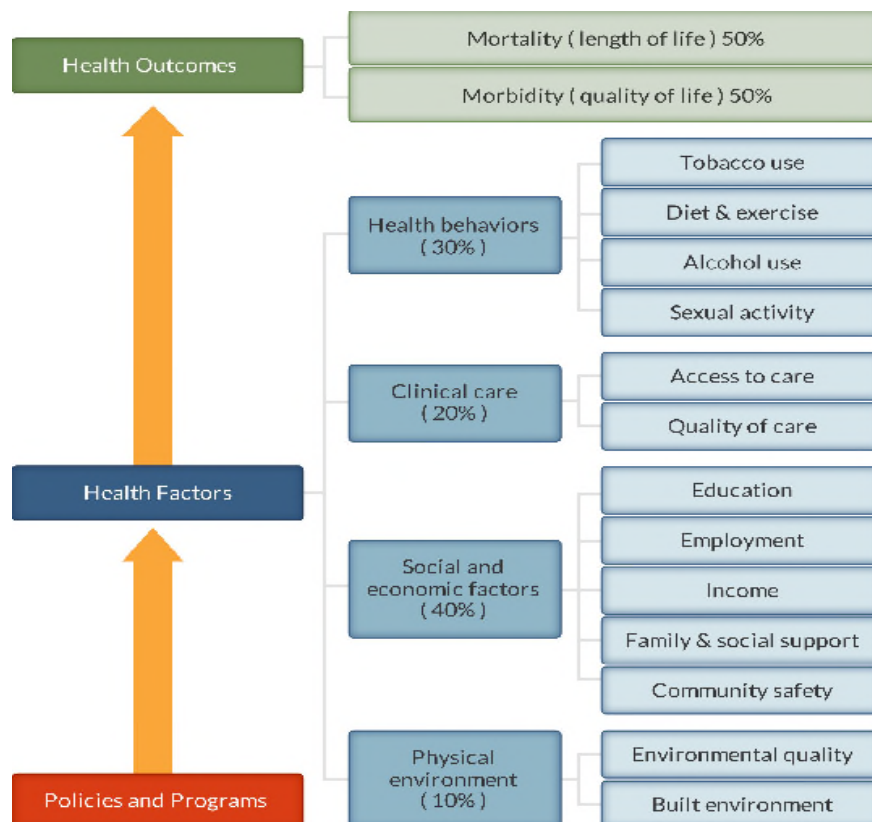 Health Outcomes
Mortality ( length of life ) 50%
Morbidity ( quality of life ) 50%
Health behaviors
( 30% )
Tobacco use
Diet & exercise
Alcohol use
Sexual activity
Clinical care
( 20% )
Access to care
Quality of care
Health Factors
Social and
economic factors
( 40% )
Education
Employment
Income
Family & social support
Community safety
Physical
environment
( 10% )
Environmental quality
Built environment
Policies and Programs